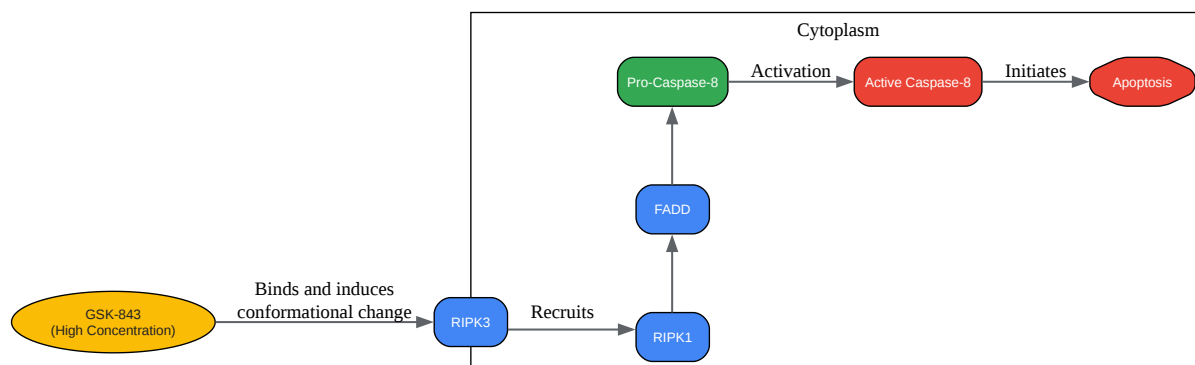 Cytoplasm
Pro-Caspase-8
Activation
Active Caspase-8
Initiates
Apoptosis
FADD
GSK-843
(High Concentration)
Binds and induces
conformational change
RIPK3
Recruits
RIPK1